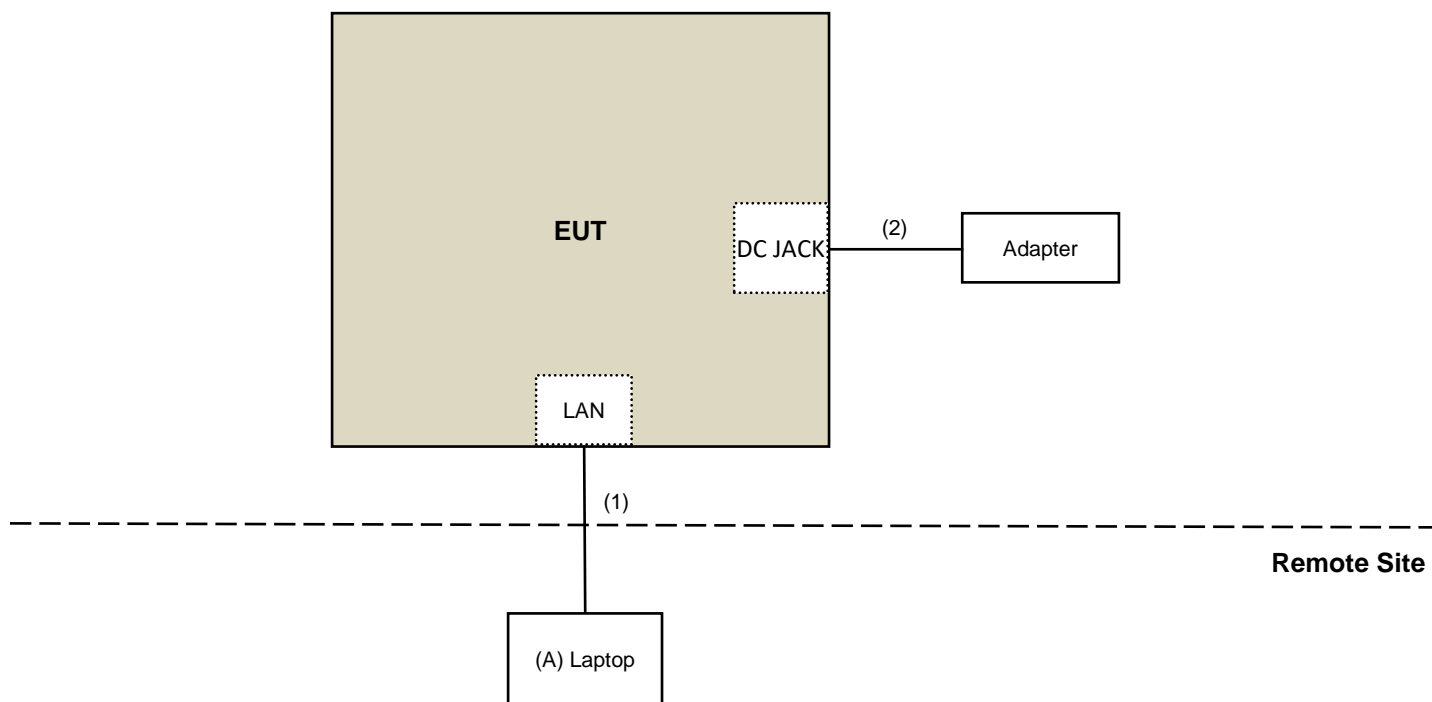 EUT
(2)
DC JACK
Adapter
LAN
(1)
Remote Site
(A) Laptop